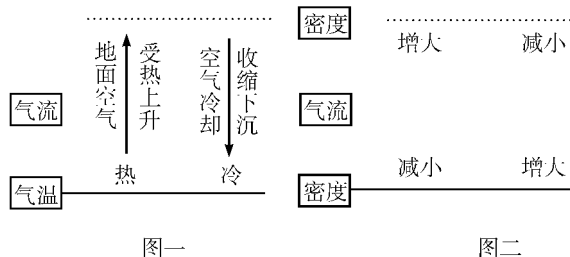 地面空气
受热上升
空气冷却
收缩下沉
气流
热
冷
气温
图一
密度
增大
减小
气流
减小
增大
密度
图二